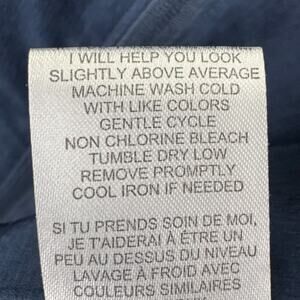 I WILL HELP YOU LOOK
SLIGHTLY ABOVE AVERAGE
MACHINE WASH COLD
WITH LIKE COLORS
GENTLE CYCLE
NON CHLORINE BLEACH
TUMBLE DRY LOW
REMOVE PROMPTLY
COOL IRON IF NEEDED
SI TU PRENDS SOIN DE MOI,
JE T'AIDERAI À ÊTRE UN
PEU AU DESSUS DU NIVEAU
LAVAGE À FROID AVEC
COULEURS SIMILAIRES